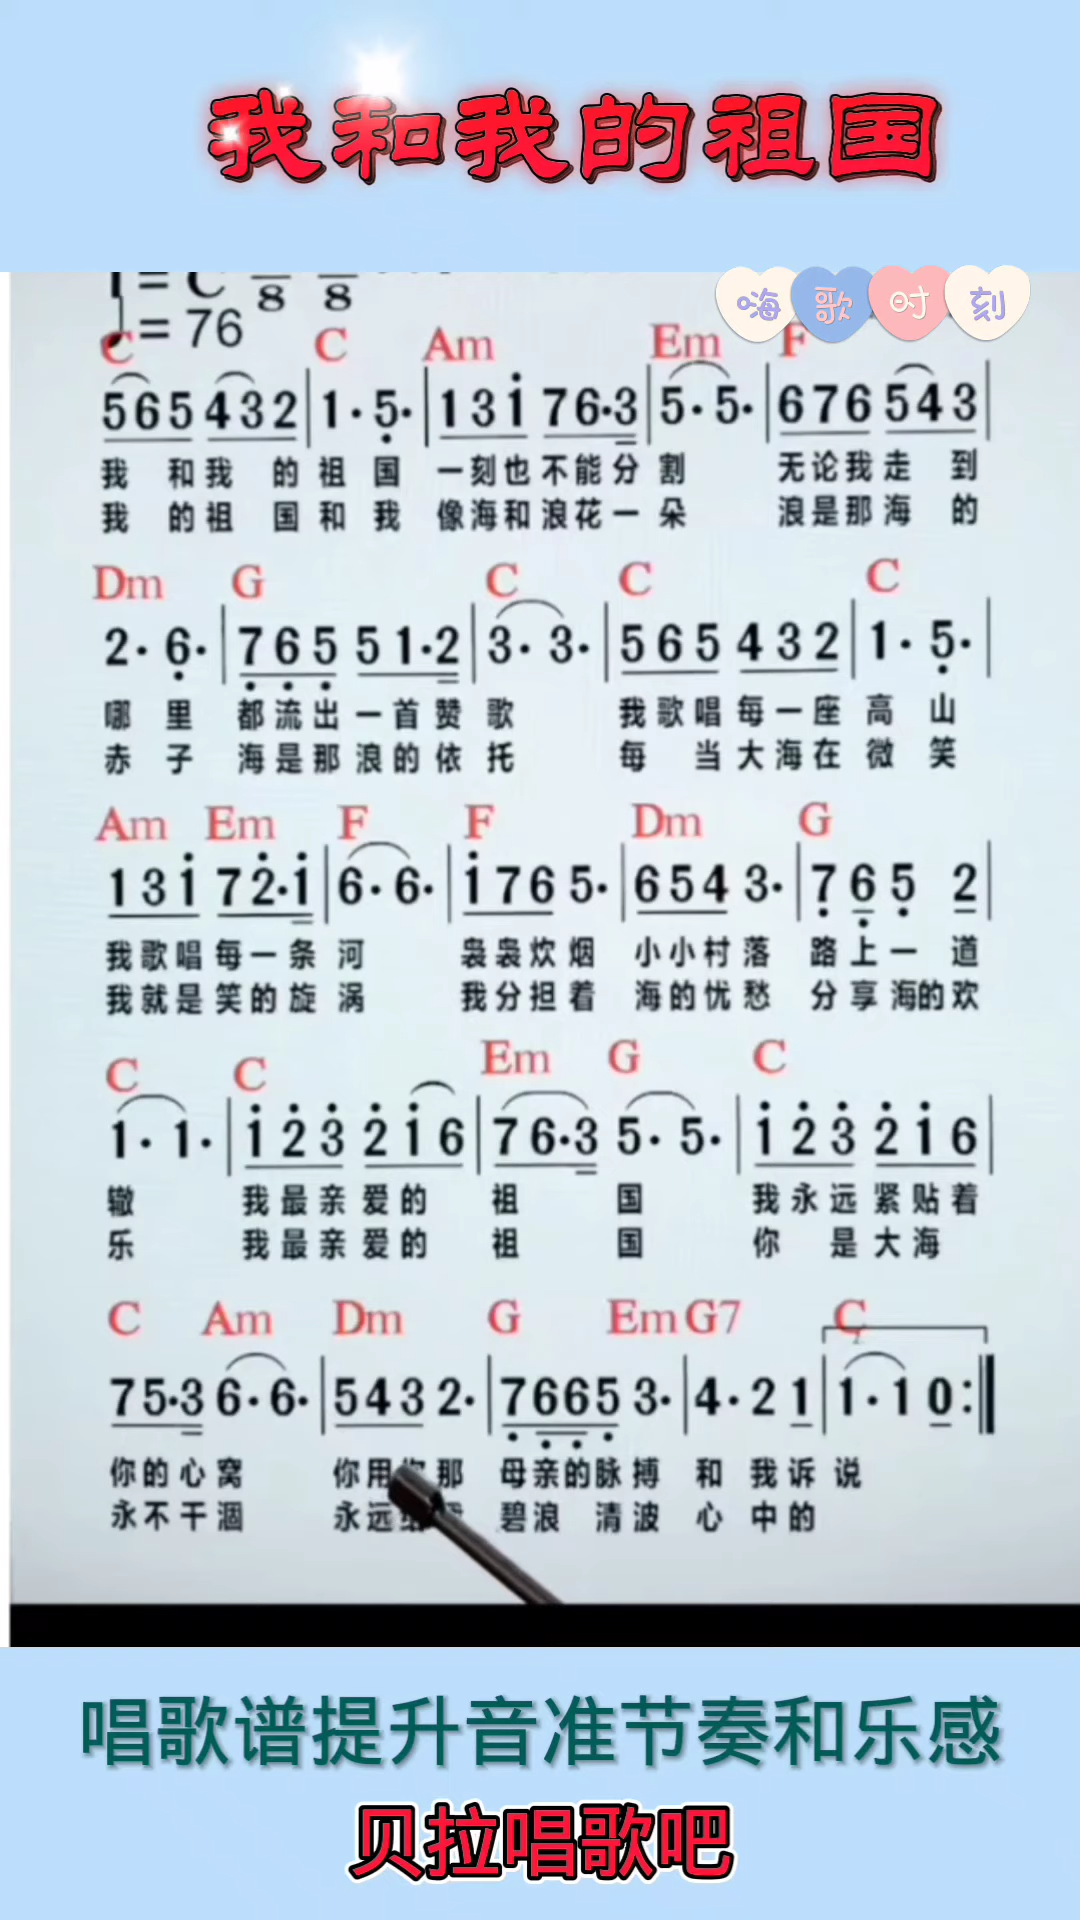 我和我的祖国
1=C 8 8
嗨歌时刻
♩=76
C C Am Em F
565 432 | 1· 5· | 131 76·3 | 5· 5· | 676 543 |
我 和我 的 祖 国 一刻也不能分 割 无论我走 到
我 的祖 国 和 我 像海和浪花一 朵 浪是那海 的
Dm G C C C
2· 6· | 765 51·2 | 3· 3· | 565 432 | 1· 5· |
哪 里 都流出一首赞 歌 我歌唱每一座高 山
赤 子 海是那浪的依 托 每 当大海在微 笑
Am Em F F Dm G
131 72·1 | 6· 6· | 176 5· | 654 3· | 7 6 5 2 |
我歌唱每一条 河 袅袅炊烟 小小村落 路上一 道
我就是笑的旋 涡 我分担着 海的忧愁 分享海的欢
C C Em G C
1· 1· | 123 216 | 76·3 5· 5· | 123 216 |
辙 我最亲爱的 祖 国 我永远紧贴着
乐 我最亲爱的 祖 国 你 是大海
C Am Dm G Em G7 C
75·3 6· 6· | 543 2· | 7665 3· | 4· 2 1 | 1· 1 0 :‖
你的心窝 你用 那 母亲的脉搏 和 我诉 说
永不干涸 永远 碧浪 清波 心 中的
唱歌谱提升音准节奏和乐感
贝拉唱歌吧